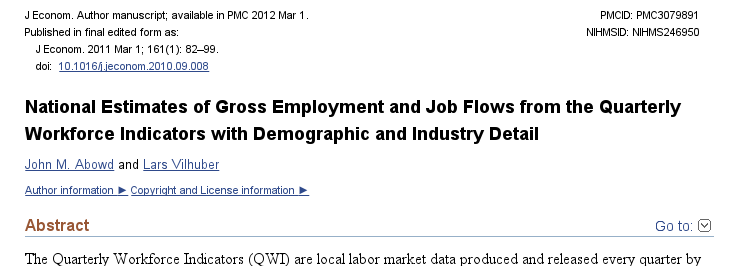 J Econom. Author manuscript; available in PMC 2012 Mar 1.
PMCID: PMC3079891
Published in final edited form as:
NIHMSID: NIHMS246950
J Econom. 2011 Mar 1; 161(1): 82–99.
doi: 10.1016/j.jeconom.2010.09.008
National Estimates of Gross Employment and Job Flows from the Quarterly
Workforce Indicators with Demographic and Industry Detail
John M. Abowd and Lars Vilhuber
Author information ► Copyright and License information ►
Abstract
Go to:
The Quarterly Workforce Indicators (QWI) are local labor market data produced and released every quarter by